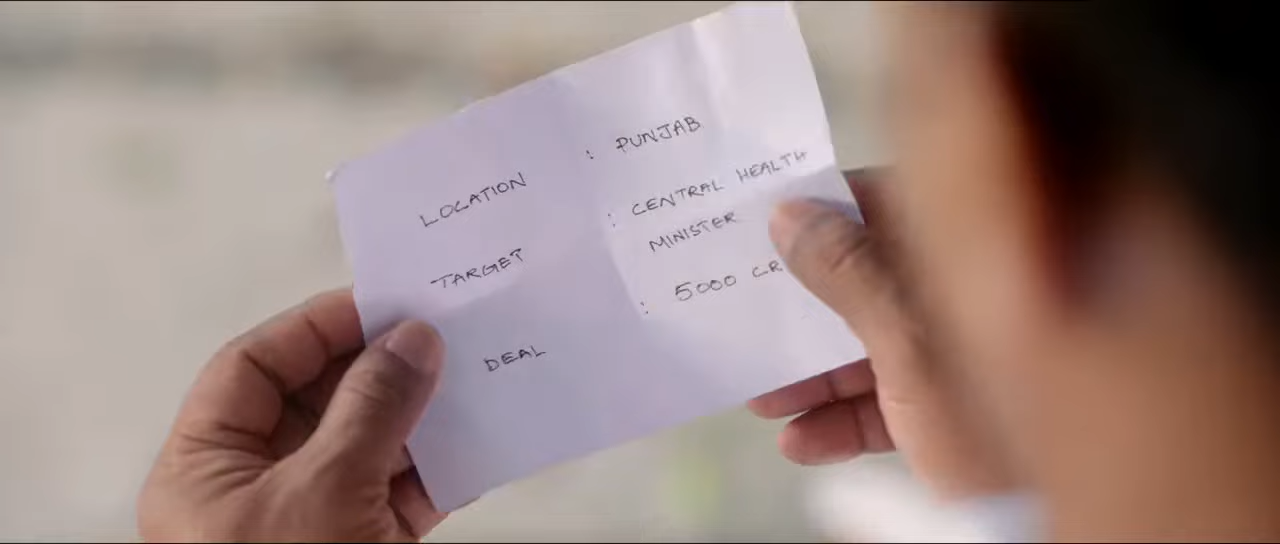 LOCATION : PUNJAB
TARGET : CENTRAL HEALTH
MINISTER
DEAL : 5000 CR